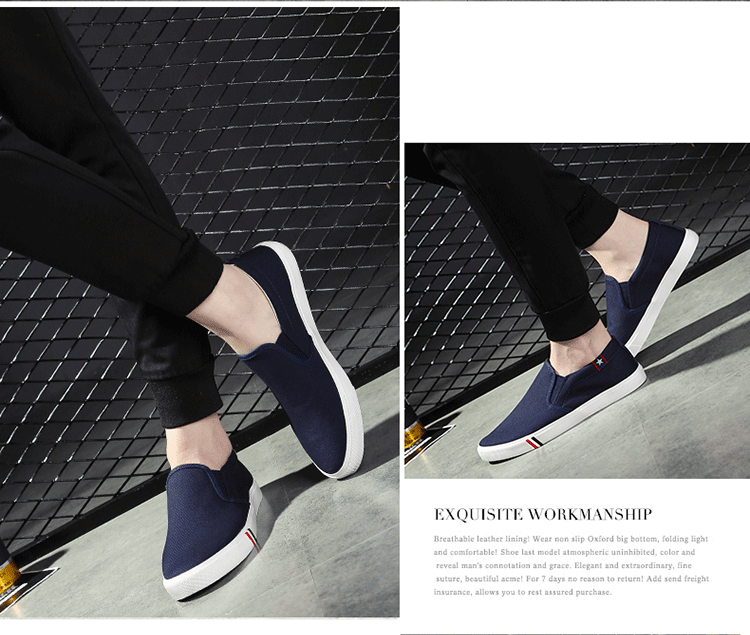 EXQUISITE WORKMANSHIP
Breathable leather lining! Wear non slip Oxford big bottom, folding light
and comfortable! Shoe last model atmospheric uninhibited, color and
reveal man's connotation and grace. Elegant and extraordinary, fine
suture, beautiful acme! For 7 days no reason to return! Add send freight
insurance, allows you to rest assured purchase.